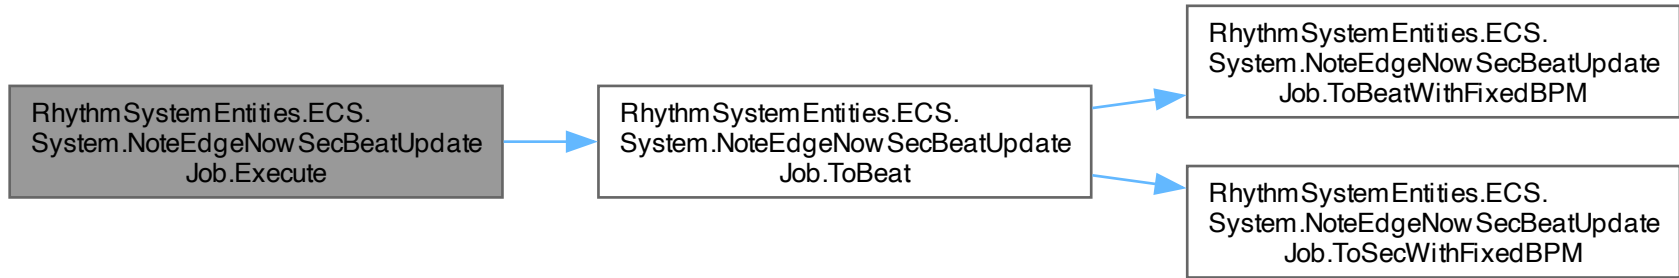 RhythmSystemEntities.ECS.
System.NoteEdgeNowSecBeatUpdate
Job.Execute
RhythmSystemEntities.ECS.
System.NoteEdgeNowSecBeatUpdate
Job.ToBeat
RhythmSystemEntities.ECS.
System.NoteEdgeNowSecBeatUpdate
Job.ToBeatWithFixedBPM
RhythmSystemEntities.ECS.
System.NoteEdgeNowSecBeatUpdate
Job.ToSecWithFixedBPM